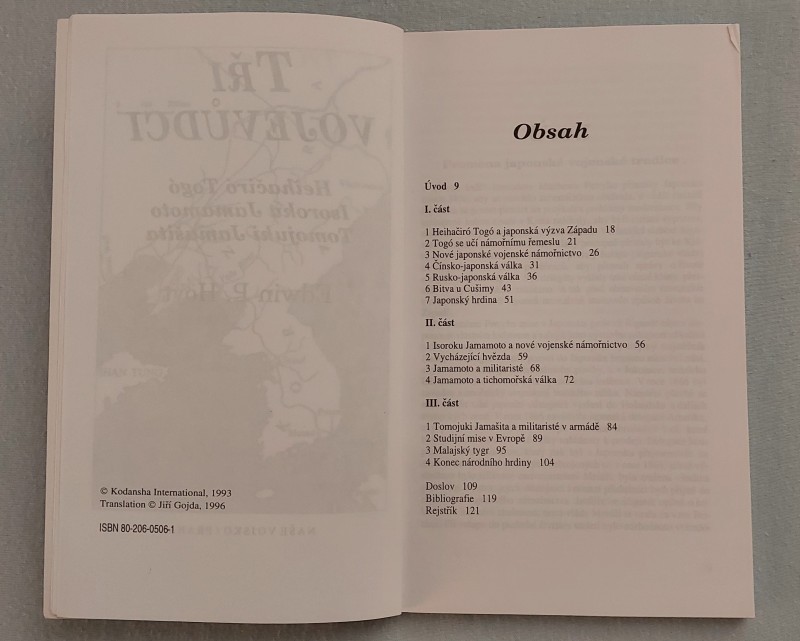 TŘI
VOJEVŮDCI
Heihačiró Togó
Isoroku Jamamoto
Tomojuki Jamašita
Edwin P. Hoyt
© Kodansha International, 1993
Translation © Jiří Gojda, 1996
ISBN 80-206-0506-1
Obsah
Úvod 9
I. část
1 Heihačiró Togó a japonská výzva Západu 18
2 Togó se učí námořnímu řemeslu 21
3 Nové japonské vojenské námořnictvo 26
4 Čínsko-japonská válka 31
5 Rusko-japonská válka 36
6 Bitva u Cušimy 43
7 Japonský hrdina 51
II. část
1 Isoroku Jamamoto a nové vojenské námořnictvo 56
2 Vycházející hvězda 59
3 Jamamoto a militaristé 68
4 Jamamoto a tichomořská válka 72
III. část
1 Tomojuki Jamašita a militaristé v armádě 84
2 Studijní mise v Evropě 89
3 Malajský tygr 95
4 Konec národního hrdiny 104
Doslov 109
Bibliografie 119
Rejstřík 121